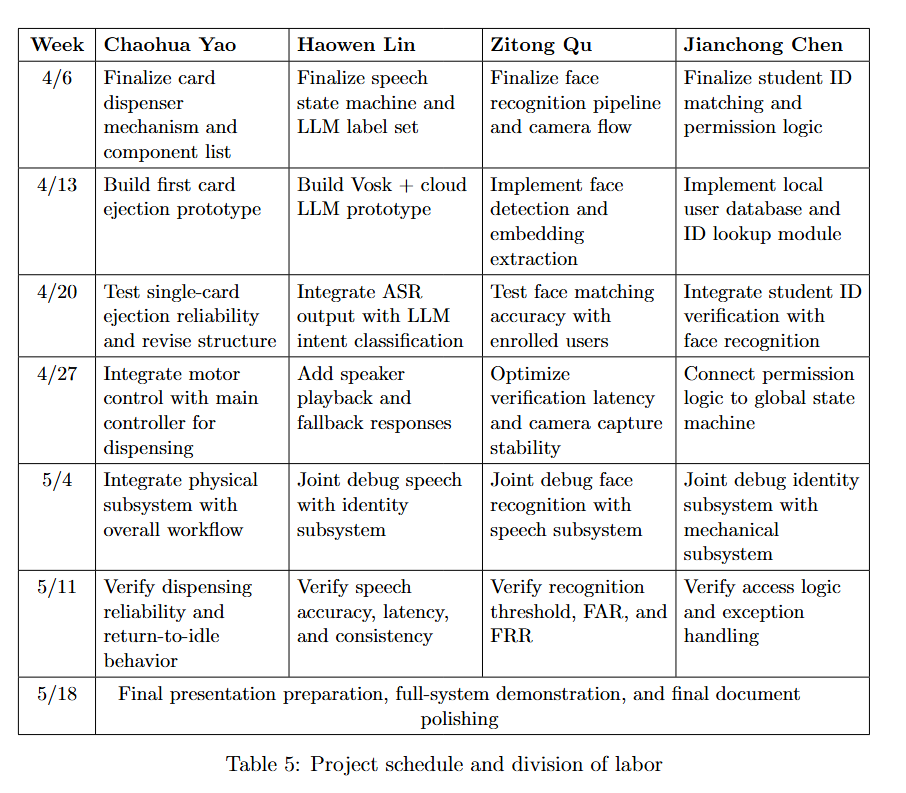 Week Chaohua Yao Haowen Lin Zitong Qu Jianchong Chen
4/6
Finalize card
dispenser
mechanism and
component list
Finalize speech
state machine and
LLM label set
Finalize face
recognition pipeline
and camera flow
Finalize student ID
matching and
permission logic
4/13
Build first card
ejection prototype
Build Vosk + cloud
LLM prototype
Implement face
detection and
embedding
extraction
Implement local
user database and
ID lookup module
4/20
Test single-card
ejection reliability
and revise structure
Integrate ASR
output with LLM
intent classification
Test face matching
accuracy with
enrolled users
Integrate student ID
verification with
face recognition
4/27
Integrate motor
control with main
controller for
dispensing
Add speaker
playback and
fallback responses
Optimize
verification latency
and camera capture
stability
Connect permission
logic to global state
machine
5/4
Integrate physical
subsystem with
overall workflow
Joint debug speech
with identity
subsystem
Joint debug face
recognition with
speech subsystem
Joint debug identity
subsystem with
mechanical
subsystem
5/11
Verify dispensing
reliability and
return-to-idle
behavior
Verify speech
accuracy, latency,
and consistency
Verify recognition
threshold, FAR, and
FRR
Verify access logic
and exception
handling
5/18
Final presentation preparation, full-system demonstration, and final document
polishing
Table 5: Project schedule and division of labor